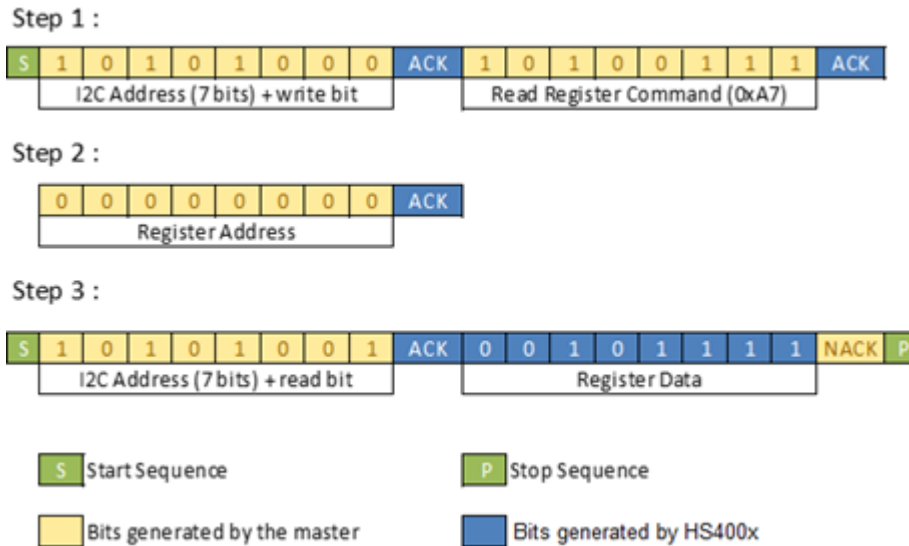 Step 1 :
S 1 0 1 0 1 0 0 0 ACK 1 0 1 0 0 1 1 1 ACK
I2C Address (7 bits) + write bit Read Register Command (0xA7)
Step 2 :
0 0 0 0 0 0 0 0 ACK
Register Address
Step 3 :
S 1 0 1 0 1 0 0 1 ACK 0 0 1 0 1 1 1 1 NACK P
I2C Address (7 bits) + read bit Register Data
S Start Sequence P Stop Sequence
Bits generated by the master Bits generated by HS400x